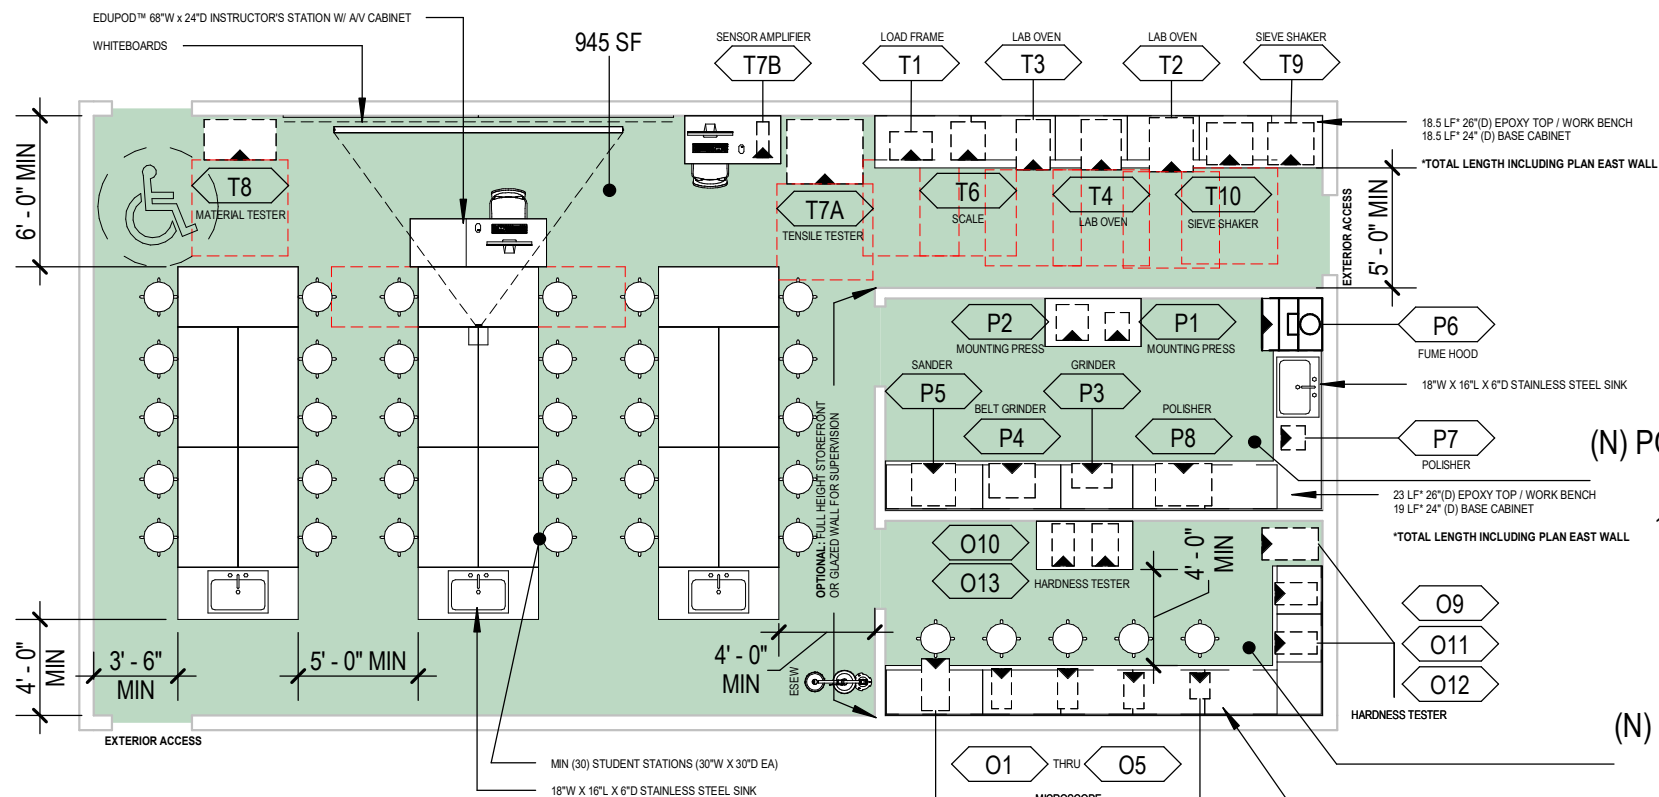 EDUPOD™ 68"W x 24"D INSTRUCTOR'S STATION W/ A/V CABINET
WHITEBOARDS
945 SF
SENSOR AMPLIFIER
T7B
LOAD FRAME
T1
LAB OVEN
T3
LAB OVEN
T2
SIEVE SHAKER
T9
18.5 LF* 26"(D) EPOXY TOP / WORK BENCH
18.5 LF* 24" (D) BASE CABINET
*TOTAL LENGTH INCLUDING PLAN EAST WALL
6' - 0" MIN
T8
MATERIAL TESTER
T7A
TENSILE TESTER
T6
SCALE
T4
LAB OVEN
T10
SIEVE SHAKER
EXTERIOR ACCESS
5' - 0" MIN
P2
MOUNTING PRESS
P1
MOUNTING PRESS
P6
FUME HOOD
SANDER
P5
GRINDER
P3
BELT GRINDER
P4
POLISHER
P8
18"W X 16"L X 6"D STAINLESS STEEL SINK
P7
POLISHER
(N) PO
23 LF* 26"(D) EPOXY TOP / WORK BENCH
19 LF* 24" (D) BASE CABINET
*TOTAL LENGTH INCLUDING PLAN EAST WALL
OPTIONAL: FULL HEIGHT STOREFRONT
OR GLAZED WALL FOR SUPERVISION
O10
O13
HARDNESS TESTER
4' - 0"
MIN
O9
O11
O12
HARDNESS TESTER
4' - 0"
MIN
3' - 6"
MIN
5' - 0" MIN
4' - 0"
MIN
ESEW
(N)
EXTERIOR ACCESS
MIN (30) STUDENT STATIONS (30"W X 30"D EA)
18"W X 16"L X 6"D STAINLESS STEEL SINK
O1
THRU
O5
MICROSCOPE